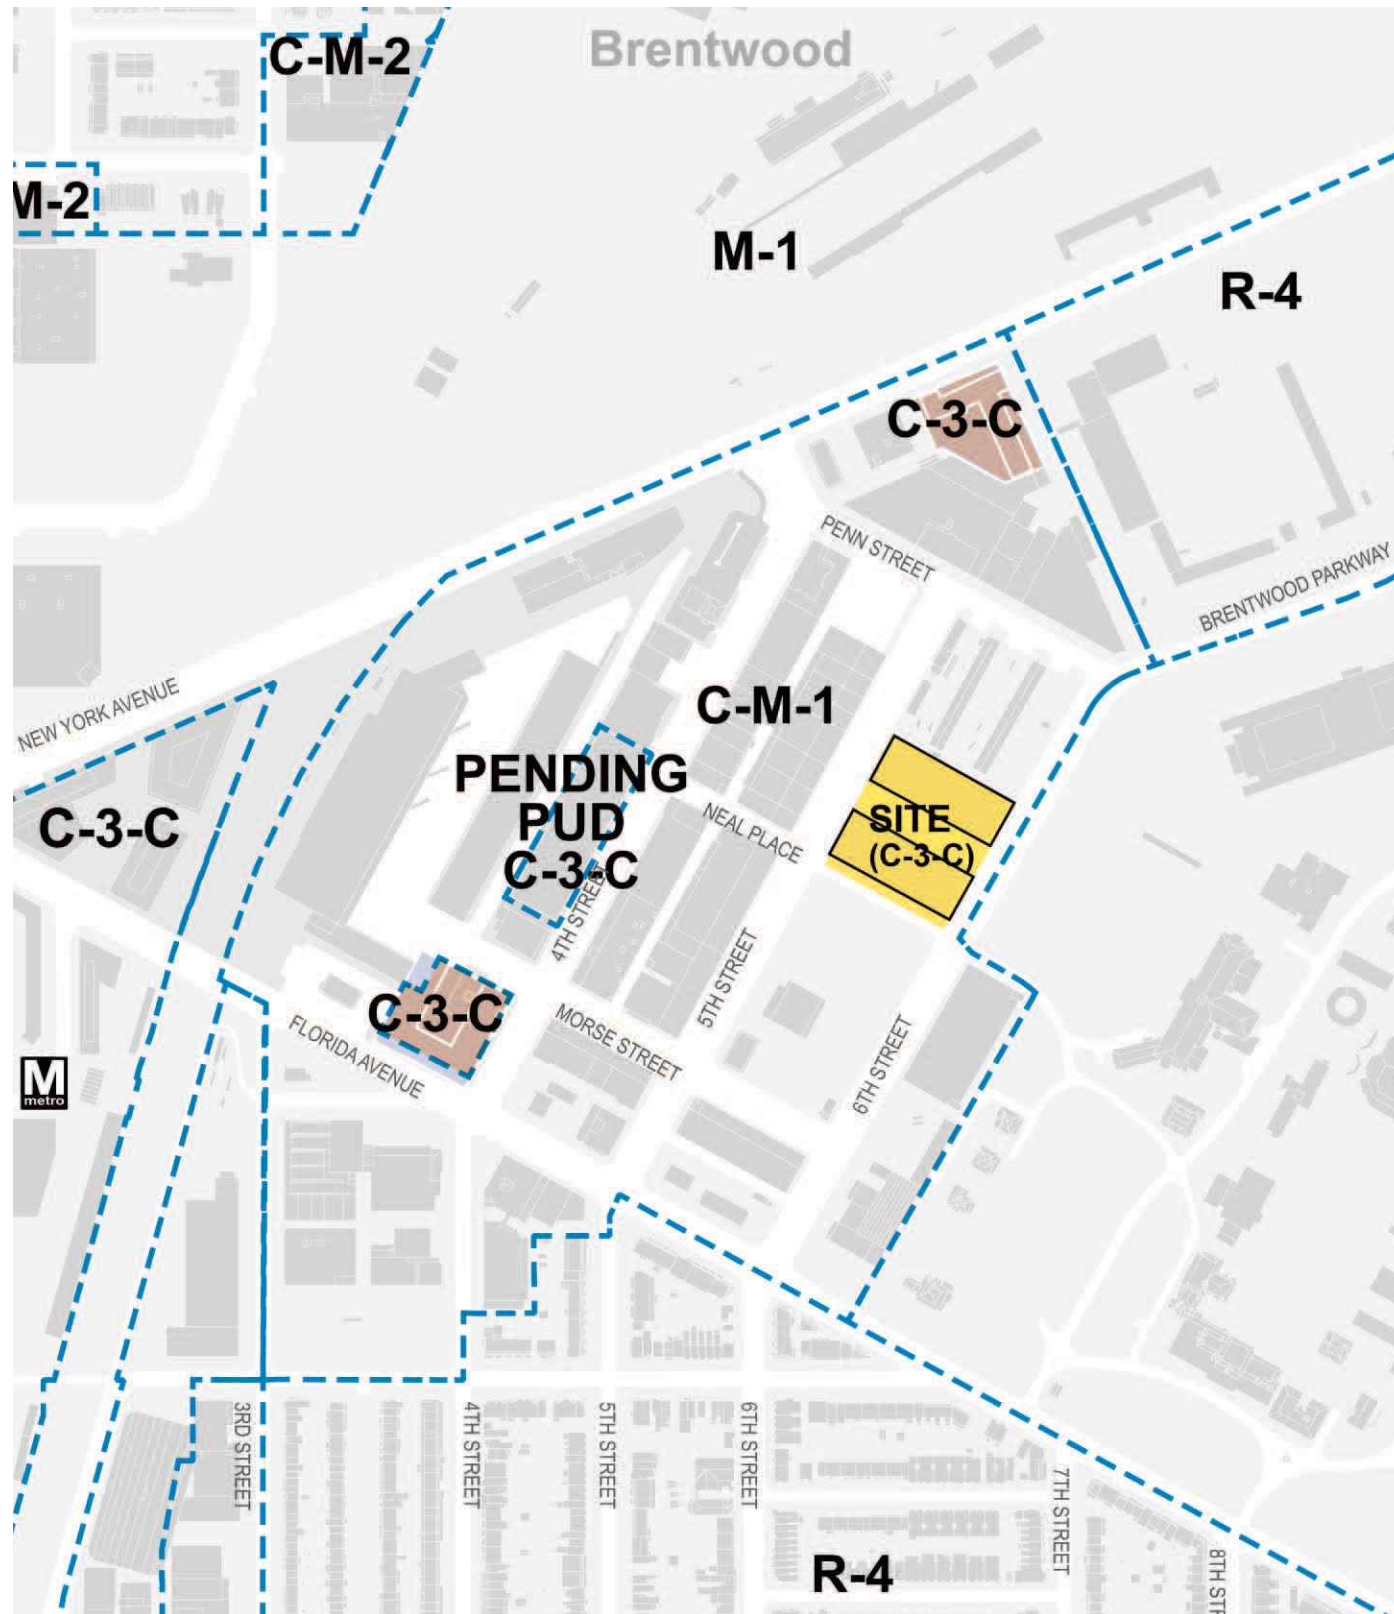 Brentwood
C-M-2
M-2
M-1
R-4
C-3-C
PENN STREET
BRENTWOOD PARKWAY
NEW YORK AVENUE
C-M-1
PENDING
PUD
C-3-C
C-3-C
NEAL PLACE
SITE
(C-3-C)
4TH STREET
5TH STREET
C-3-C
MORSE STREET
FLORIDA AVENUE
6TH STREET
M
metro
3RD STREET
4TH STREET
5TH STREET
6TH STREET
7TH STREET
8TH STR
R-4